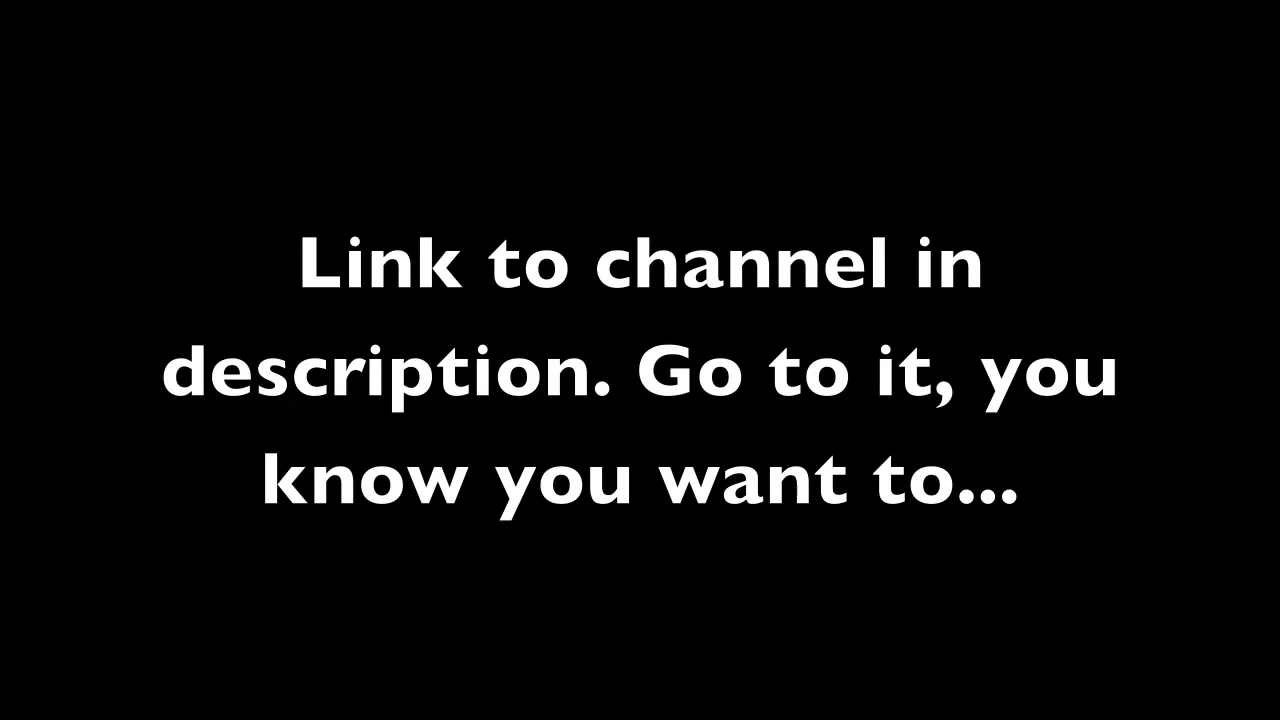 Link to channel in
description. Go to it, you
know you want to...